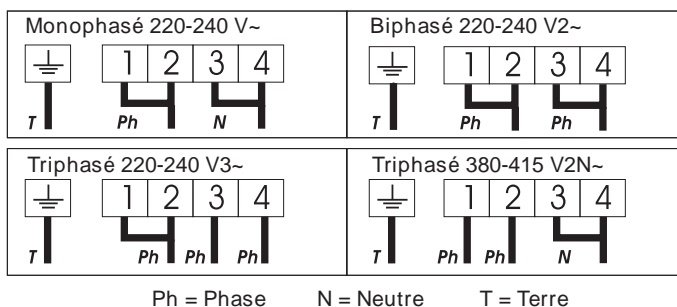 Monophasé 220-240 V~
1 2 3 4
T Ph N
Biphasé 220-240 V2~
1 2 3 4
T Ph Ph
Triphasé 220-240 V3~
1 2 3 4
T Ph Ph Ph
Triphasé 380-415 V2N~
1 2 3 4
T Ph Ph N
Ph = Phase N = Neutre T = Terre